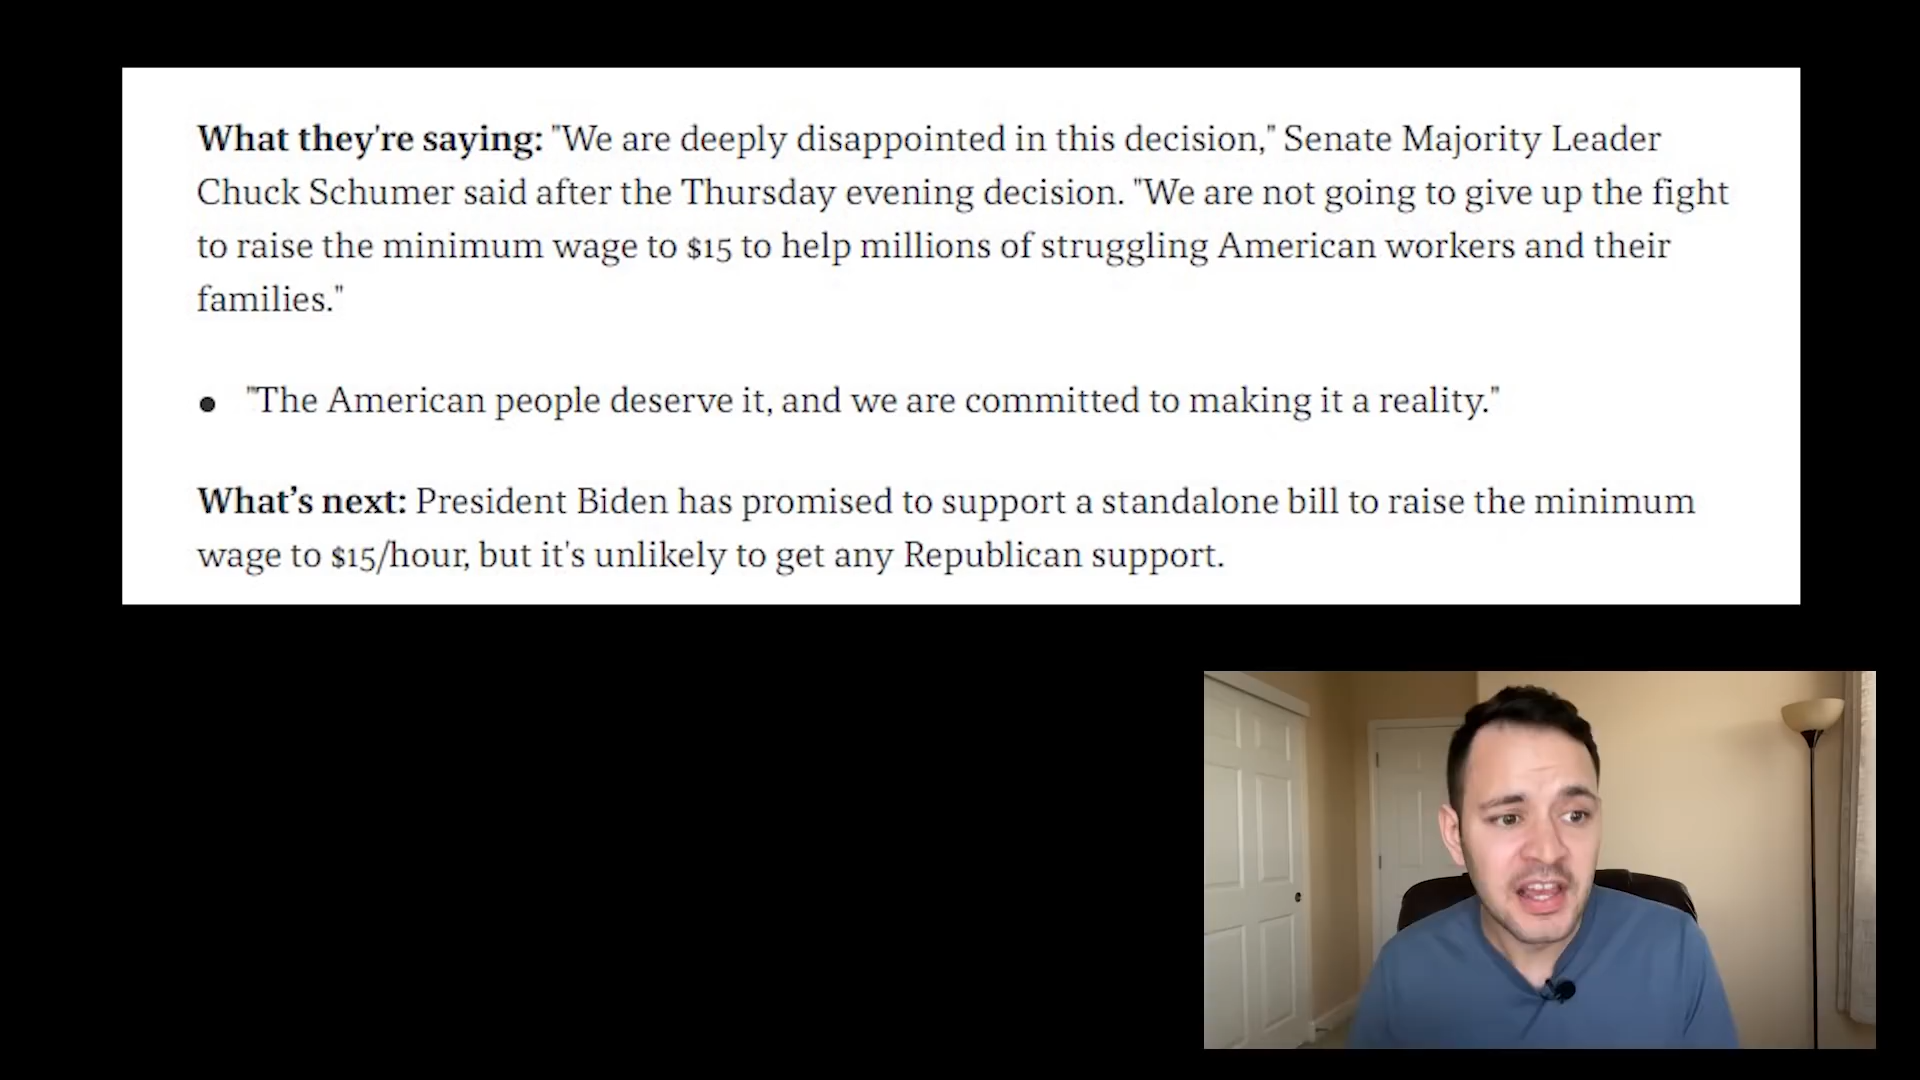 What they're saying: "We are deeply disappointed in this decision," Senate Majority Leader
Chuck Schumer said after the Thursday evening decision. "We are not going to give up the fight
to raise the minimum wage to $15 to help millions of struggling American workers and their
families."
● "The American people deserve it, and we are committed to making it a reality."
What’s next: President Biden has promised to support a standalone bill to raise the minimum
wage to $15/hour, but it's unlikely to get any Republican support.